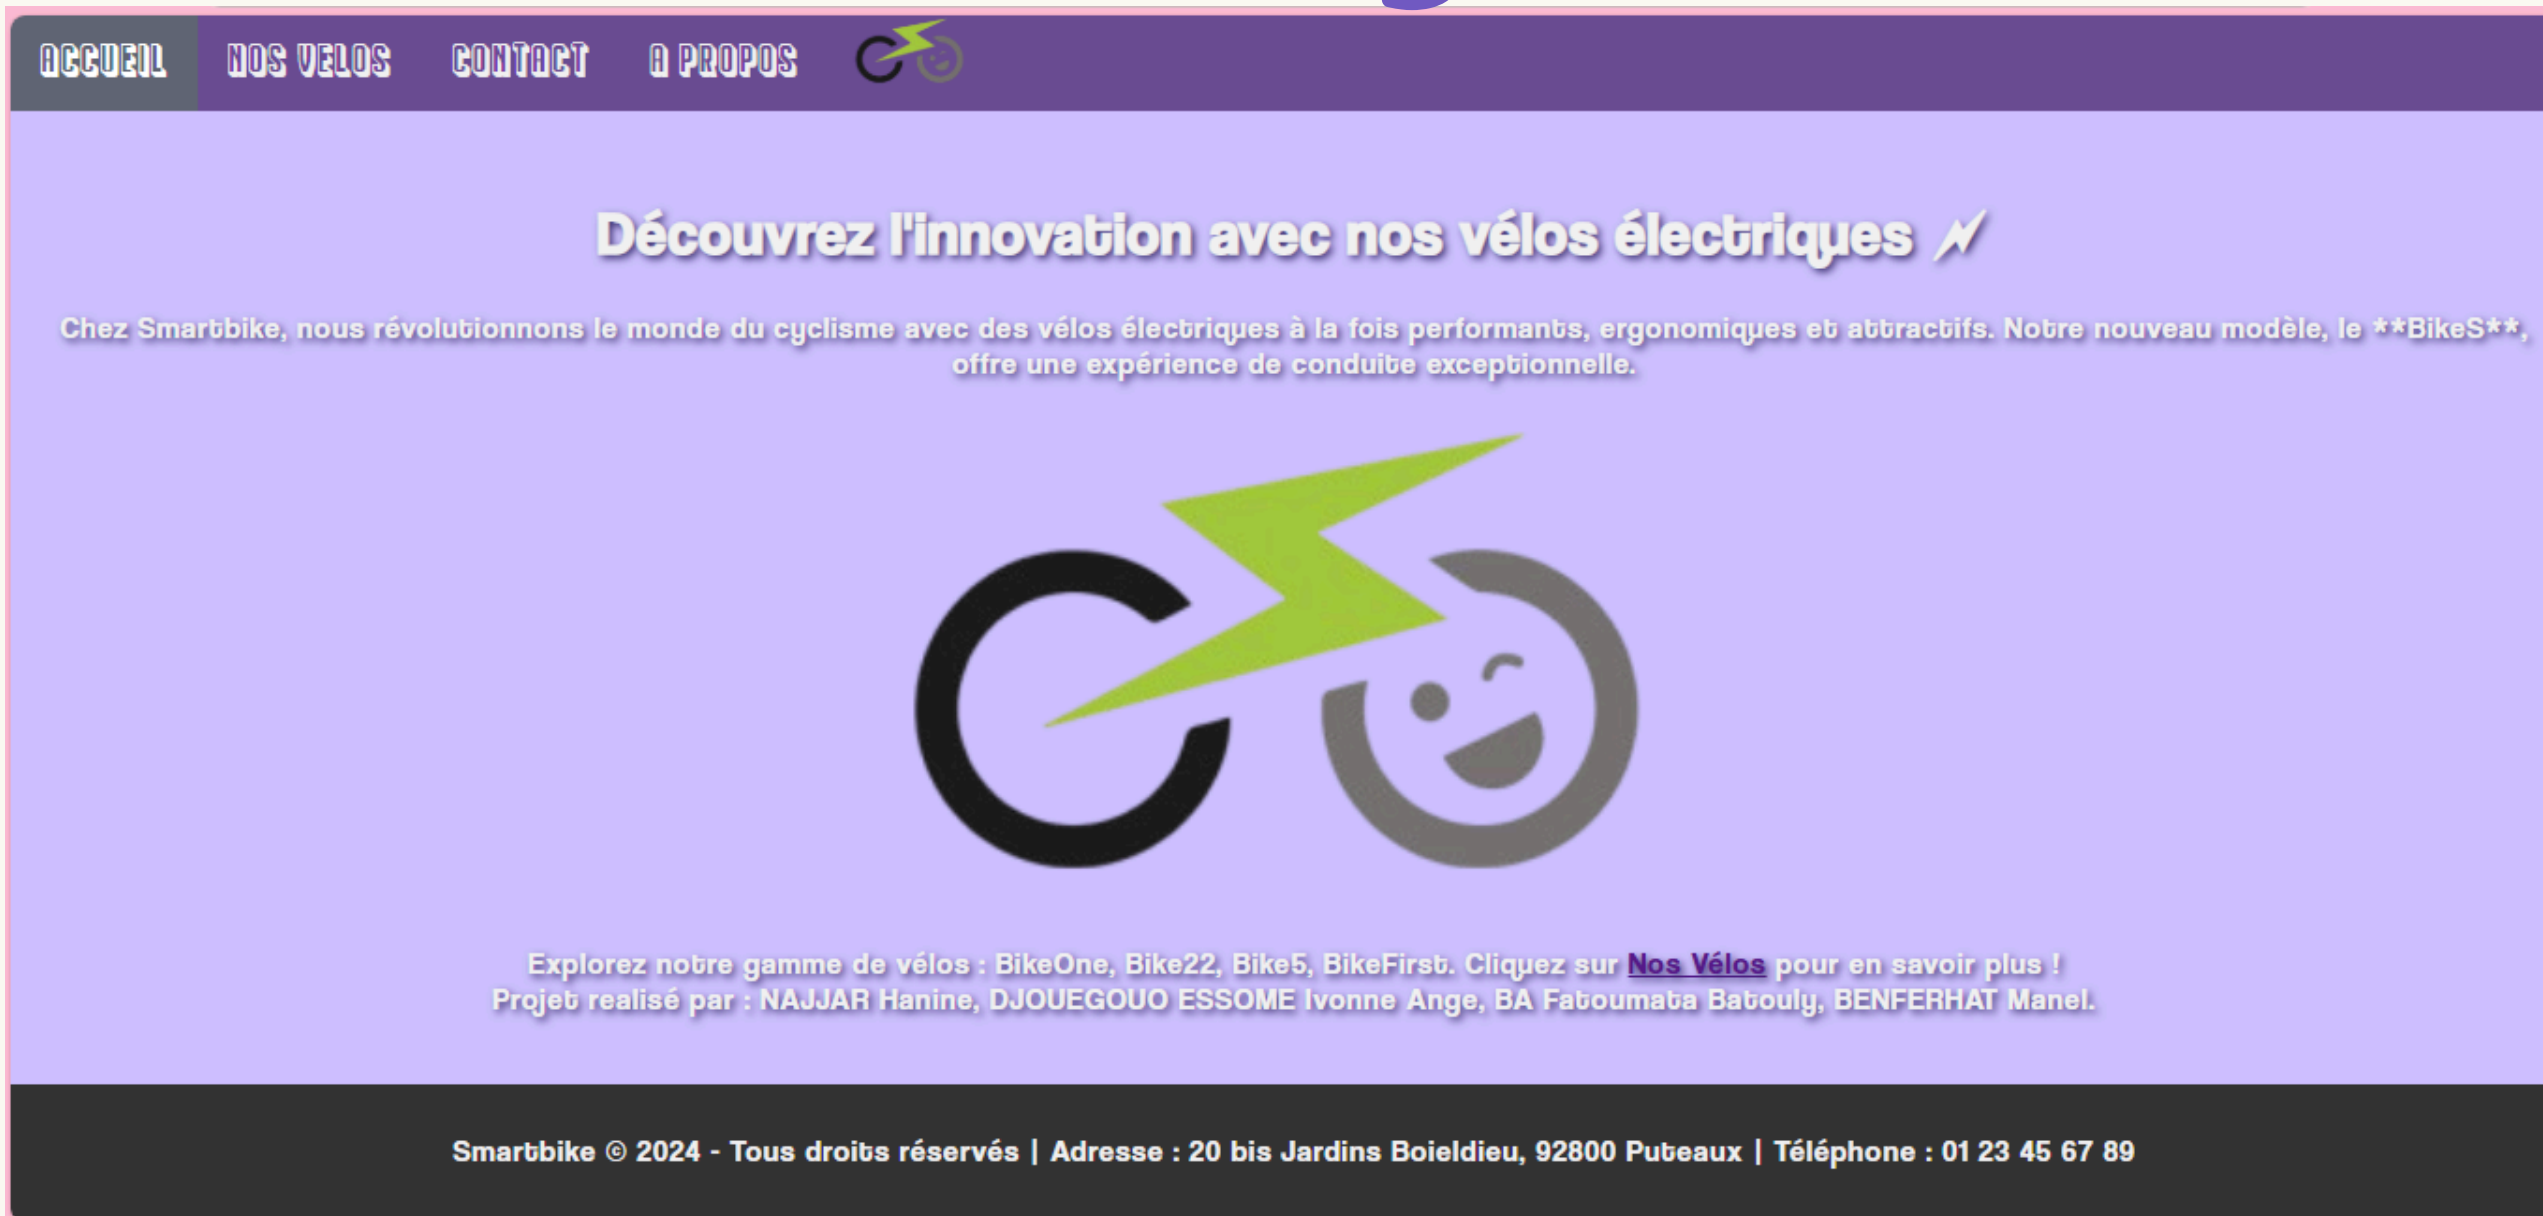 ACCUEIL NOS VELOS CONTACT A PROPOS
Découvrez l'innovation avec nos vélos électriques
Chez Smartbike, nous révolutionnons le monde du cyclisme avec des vélos électriques à la fois performants, ergonomiques et attractifs. Notre nouveau modèle, le **BikeS**,
offre une expérience de conduite exceptionnelle.
Explorez notre gamme de vélos : BikeOne, Bike22, Bike5, BikeFirst. Cliquez sur Nos Vélos pour en savoir plus !
Projet realisé par : NAJJAR Hanine, DJOUEGOUO ESSOME Ivonne Ange, BA Fatoumata Batouly, BENFERHAT Manel.
Smartbike © 2024 - Tous droits réservés | Adresse : 20 bis Jardins Boieldieu, 92800 Puteaux | Téléphone : 01 23 45 67 89